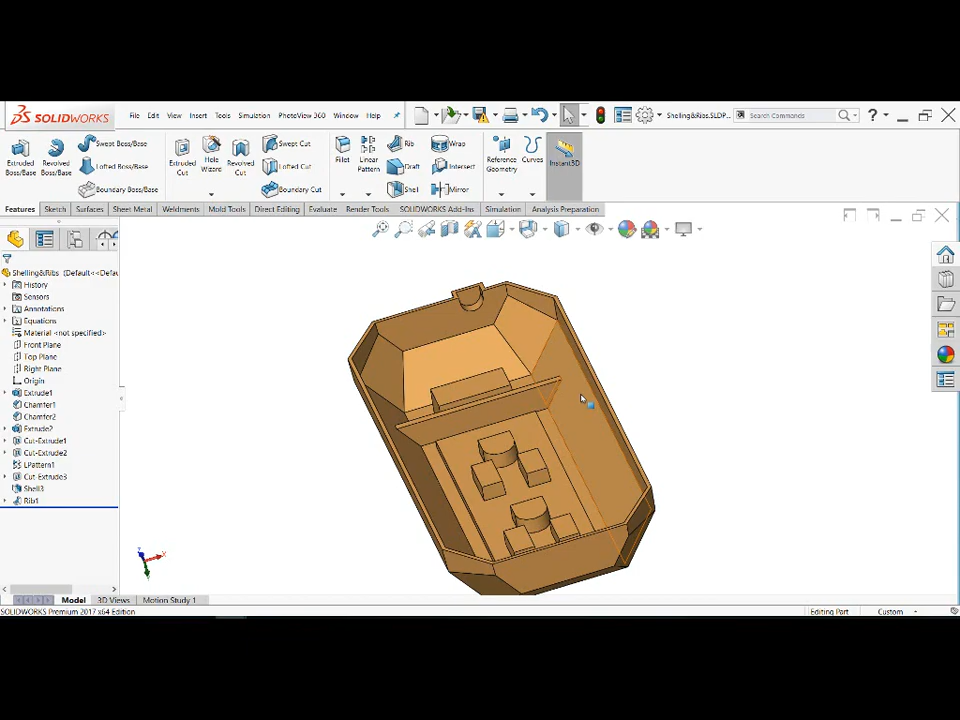 SOLIDWORKS File Edit View Insert Tools Simulation PhotoView 360 Window Help Shelling&Ribs.SLDP... Search Commands
Extruded Boss/Base
Revolved Boss/Base
Swept Boss/Base
Lofted Boss/Base
Boundary Boss/Base
Extruded Cut
Hole Wizard
Revolved Cut
Swept Cut
Lofted Cut
Boundary Cut
Fillet
Linear Pattern
Rib
Draft
Shell
Wrap
Intersect
Mirror
Reference Geometry
Curves
Instant3D
Features Sketch Surfaces Sheet Metal Weldments Mold Tools Direct Editing Evaluate Render Tools SOLIDWORKS Add-Ins Simulation Analysis Preparation
Shelling&Ribs (Default<<Defau
History
Sensors
Annotations
Equations
Material <not specified>
Front Plane
Top Plane
Right Plane
Origin
Extrude1
Chamfer1
Chamfer2
Extrude2
Cut-Extrude1
Cut-Extrude2
LPattern1
Cut-Extrude3
Shell3
Rib1
Model 3D Views Motion Study 1
SOLIDWORKS Premium 2017 x64 Edition Editing Part Custom